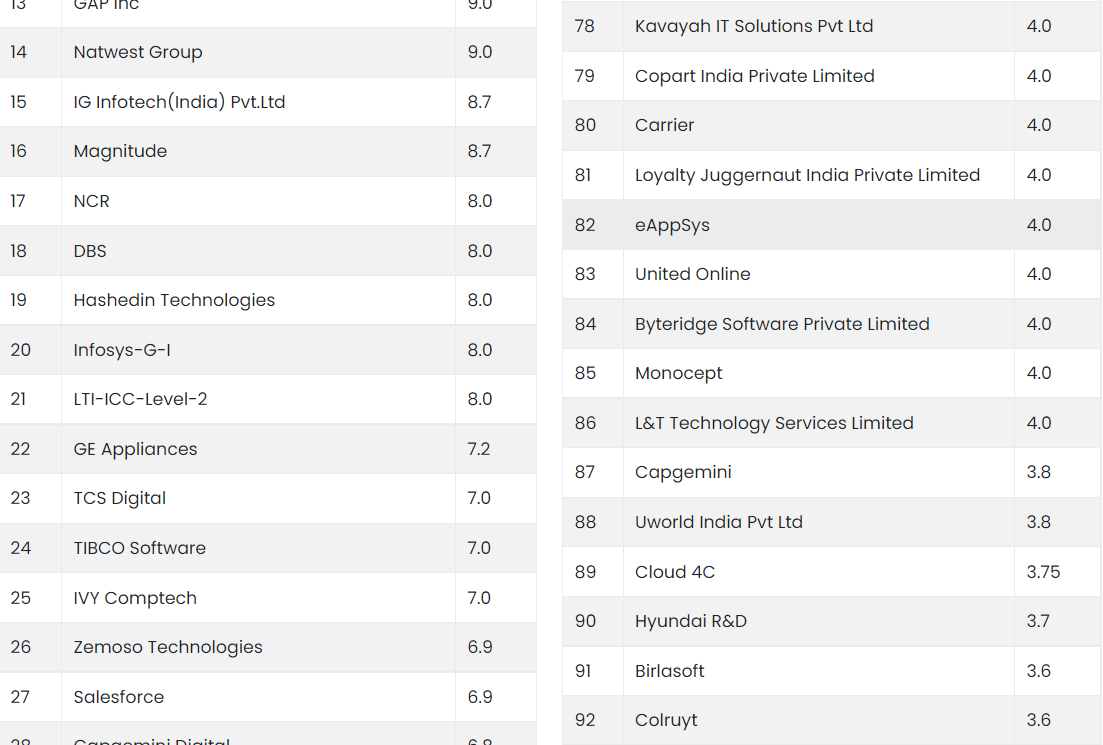 13 GAP Inc 9.0
14 Natwest Group 9.0
15 IG Infotech(India) Pvt.Ltd 8.7
16 Magnitude 8.7
17 NCR 8.0
18 DBS 8.0
19 Hashedin Technologies 8.0
20 Infosys-G-I 8.0
21 LTI-ICC-Level-2 8.0
22 GE Appliances 7.2
23 TCS Digital 7.0
24 TIBCO Software 7.0
25 IVY Comptech 7.0
26 Zemoso Technologies 6.9
27 Salesforce 6.9
28 Capgemini Digital 6.8
78 Kavayah IT Solutions Pvt Ltd 4.0
79 Copart India Private Limited 4.0
80 Carrier 4.0
81 Loyalty Juggernaut India Private Limited 4.0
82 eAppSys 4.0
83 United Online 4.0
84 Byteridge Software Private Limited 4.0
85 Monocept 4.0
86 L&T Technology Services Limited 4.0
87 Capgemini 3.8
88 Uworld India Pvt Ltd 3.8
89 Cloud 4C 3.75
90 Hyundai R&D 3.7
91 Birlasoft 3.6
92 Colruyt 3.6